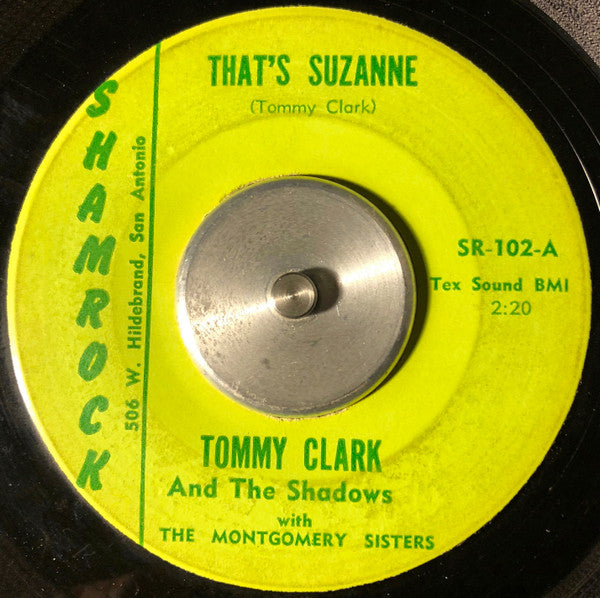 THAT'S SUZANNE
(Tommy Clark)
SHAMROCK
506 W. Hildebrand, San Antonio
SR-102-A
Tex Sound BMI
2:20
TOMMY CLARK
And The Shadows
with
THE MONTGOMERY SISTERS